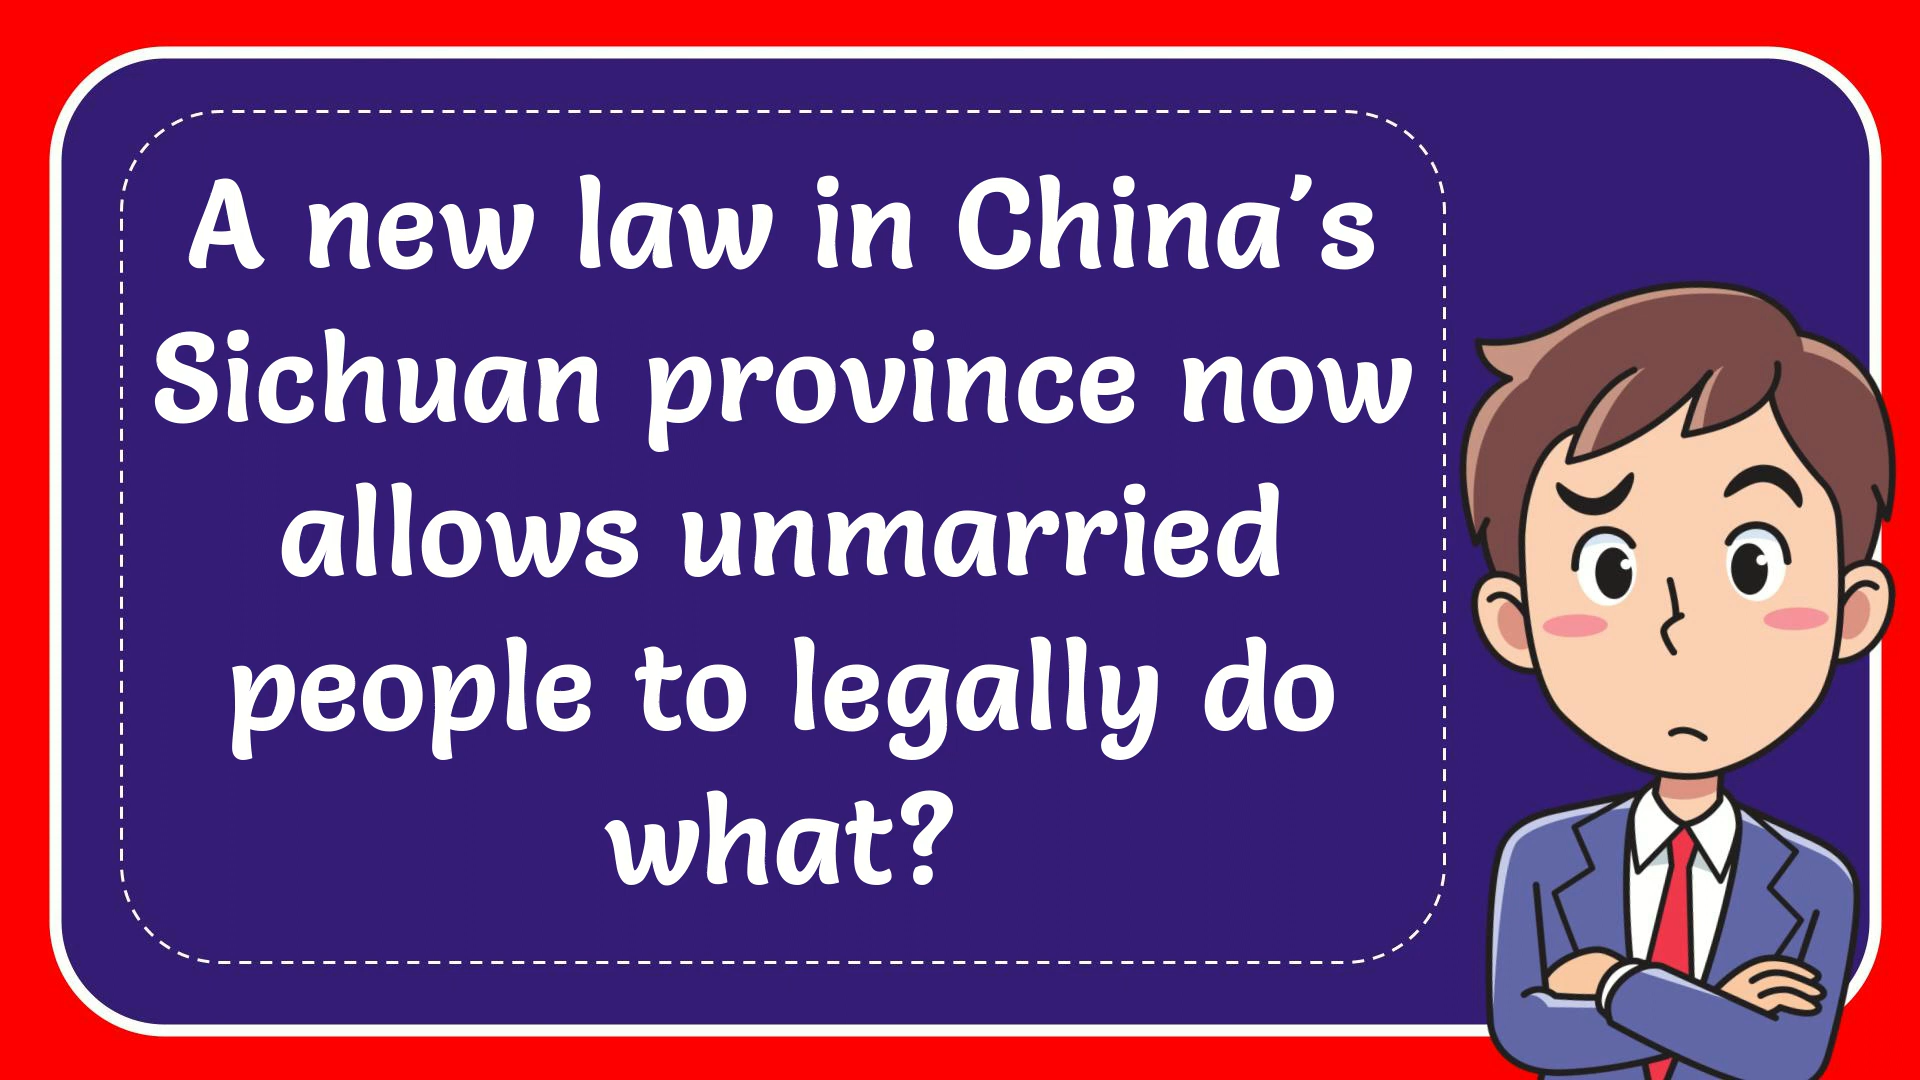 A new law in China's
Sichuan province now
allows unmarried
people to legally do
what?